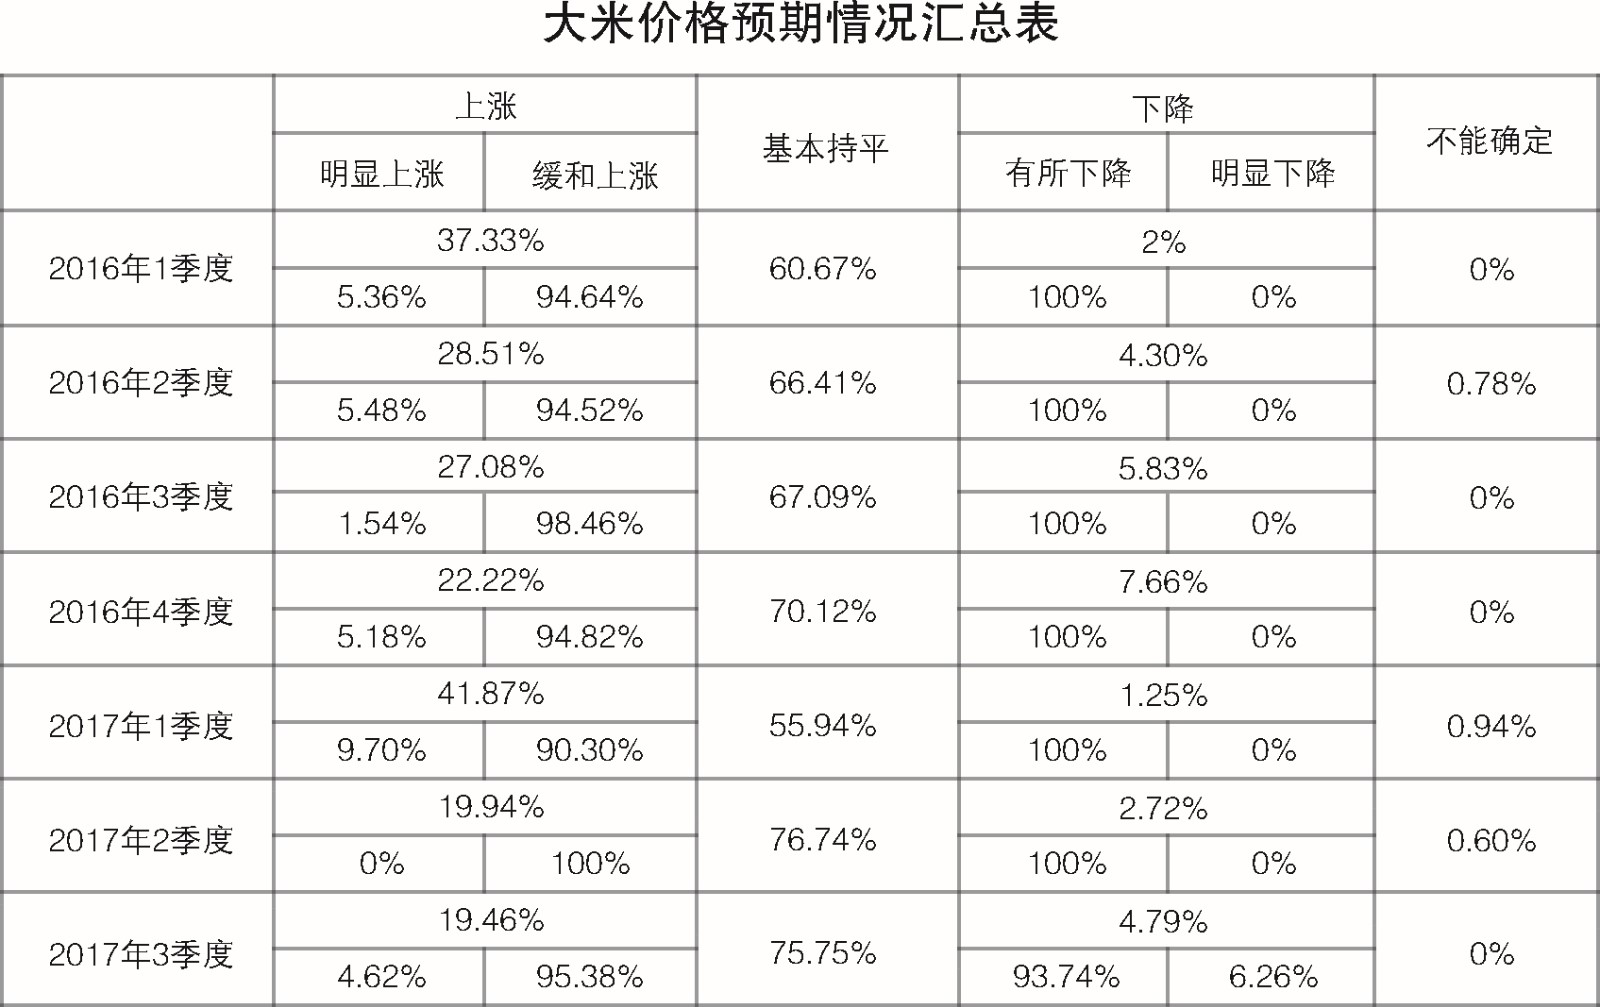 大米价格预期情况汇总表
上涨 基本持平 下降 不能确定
明显上涨 缓和上涨 有所下降 明显下降
2016年1季度 37.33% 60.67% 2% 0%
5.36% 94.64% 100% 0%
2016年2季度 28.51% 66.41% 4.30% 0.78%
5.48% 94.52% 100% 0%
2016年3季度 27.08% 67.09% 5.83% 0%
1.54% 98.46% 100% 0%
2016年4季度 22.22% 70.12% 7.66% 0%
5.18% 94.82% 100% 0%
2017年1季度 41.87% 55.94% 1.25% 0.94%
9.70% 90.30% 100% 0%
2017年2季度 19.94% 76.74% 2.72% 0.60%
0% 100% 100% 0%
2017年3季度 19.46% 75.75% 4.79% 0%
4.62% 95.38% 93.74% 6.26%